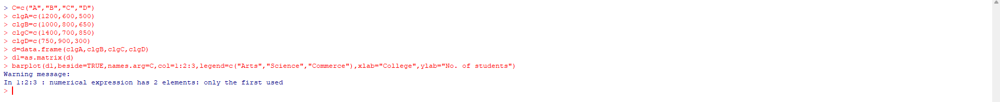 > C=c("A","B","C","D")
> clgA=c(1200,600,500)
> clgB=c(1000,800,650)
> clgC=c(1400,700,850)
> clgD=c(750,900,300)
> d=data.frame(clgA,clgB,clgC,clgD)
> d1=as.matrix(d)
> barplot(d1,beside=TRUE,names.arg=C,col=1:2:3,legend=c("Arts","Science","Commerce"),xlab="College",ylab="No. of students")
Warning message:
In 1:2:3 : numerical expression has 2 elements: only the first used
>